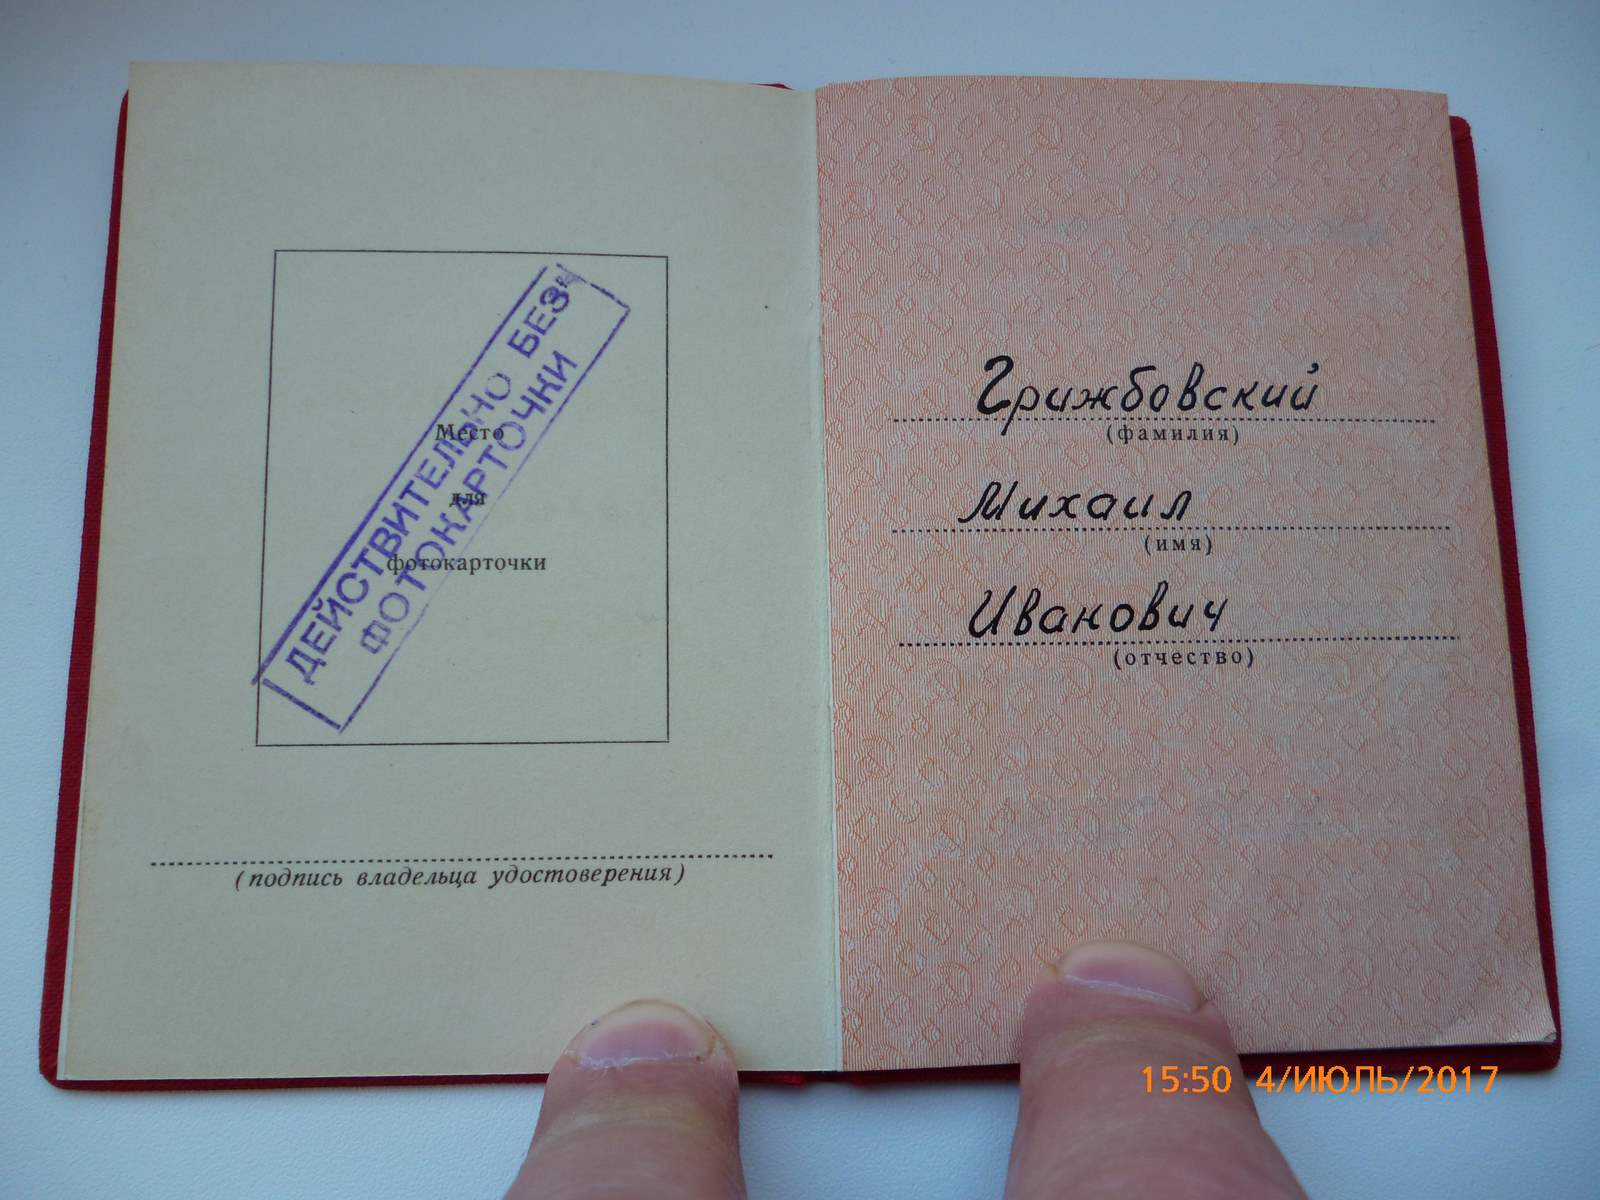 ДЕЙСТВИТЕЛЬНО БЕЗ
ФОТОКАРТОЧКИ
Место
для
фотокарточки
(подпись владельца удостоверения)
Грижбовский
(фамилия)
Михаил
(имя)
Иванович
(отчество)
15:50 4/ИЮЛЬ/2017